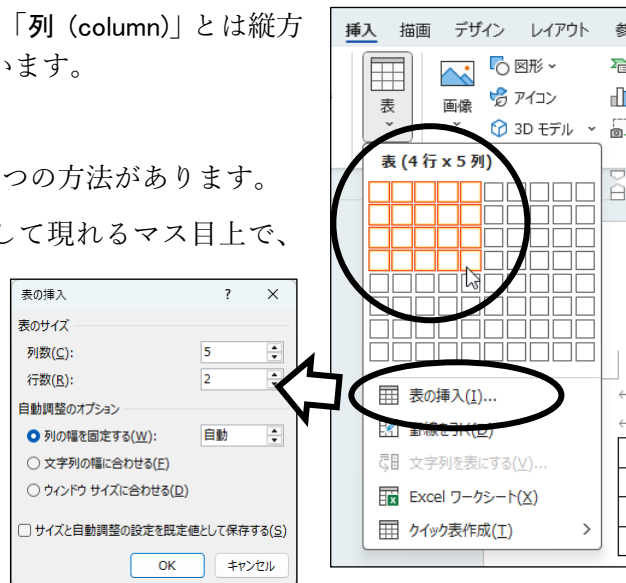 「列 (column)」とは縦方
います。
つの方法があります。
して現れるマス目上で、
挿入 描画 デザイン レイアウト 参
表
画像
図形
アイコン
3D モデル
表 (4 行 x 5 列)
表の挿入(I)...
罫線を引く(D)
文字列を表にする(V)...
Excel ワークシート(X)
クイック表作成(T)
表の挿入 ? ×
表のサイズ
列数(C): 5
行数(R): 2
自動調整のオプション
列の幅を固定する(W): 自動
文字列の幅に合わせる(F)
ウィンドウ サイズに合わせる(D)
サイズと自動調整の設定を既定値として保存する(S)
OK キャンセル